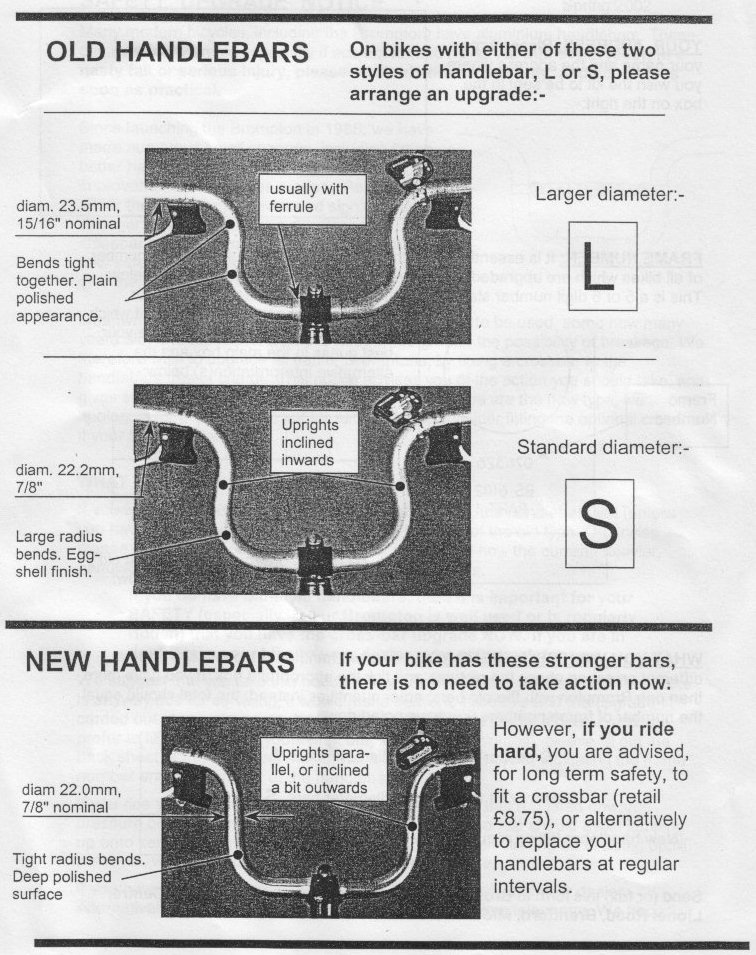 OLD HANDLEBARS
On bikes with either of these two
styles of handlebar, L or S, please
arrange an upgrade:-
diam. 23.5mm,
15/16" nominal
Bends tight
together. Plain
polished
appearance.
usually with
ferrule
Larger diameter:-
L
diam. 22.2mm,
7/8"
Large radius
bends. Egg-
shell finish.
Uprights
inclined
inwards
Standard diameter:-
S
NEW HANDLEBARS
If your bike has these stronger bars,
there is no need to take action now.
diam 22.0mm,
7/8" nominal
Tight radius bends.
Deep polished
surface
Uprights para-
llel, or inclined
a bit outwards
However, if you ride
hard, you are advised,
for long term safety, to
fit a crossbar (retail
£8.75), or alternatively
to replace your
handlebars at regular
intervals.